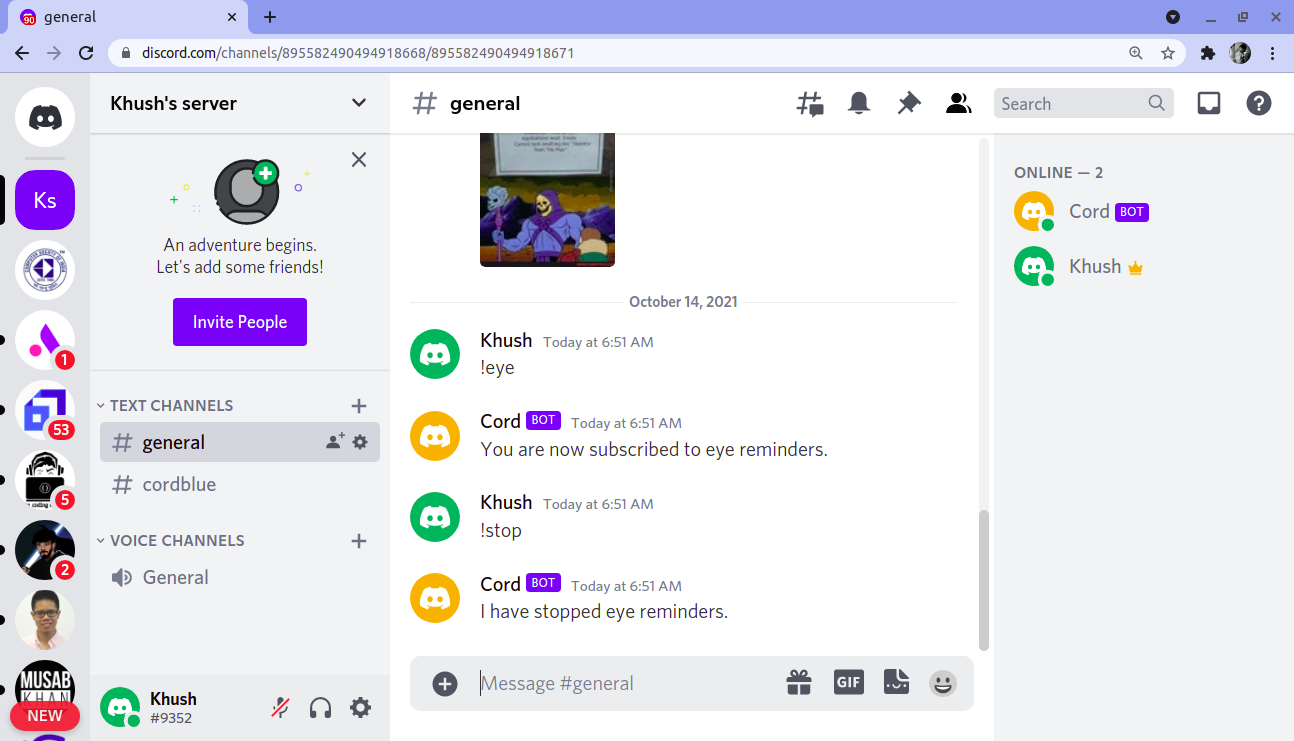 90
general
discord.com/channels/895582490494918668/895582490494918671
Khush's server
general
Search
Ks
An adventure begins.
Let's add some friends!
Invite People
TEXT CHANNELS
general
cordblue
VOICE CHANNELS
General
1
53
5
2
MUSAB
KHAN
NEW
Khush
#9352
October 14, 2021
Khush Today at 6:51 AM
!eye
Cord BOT Today at 6:51 AM
You are now subscribed to eye reminders.
Khush Today at 6:51 AM
!stop
Cord BOT Today at 6:51 AM
I have stopped eye reminders.
Message #general
GIF
ONLINE — 2
Cord BOT
Khush